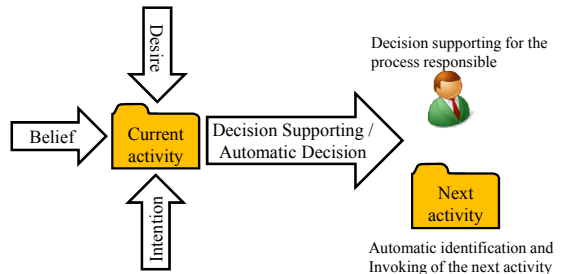 Desire
Belief
Current
activity
Intention
Decision Supporting /
Automatic Decision
Decision supporting for the
process responsible
Next
activity
Automatic identification and
Invoking of the next activity